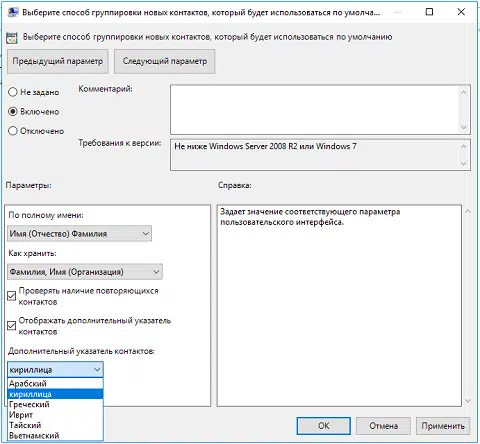 Выберите способ группировки новых контактов, который будет использоваться по умолча...
Выберите способ группировки новых контактов, который будет использоваться по умолчанию
Предыдущий параметр
Следующий параметр
Не задано
Комментарий:
Включено
Отключено
Требования к версии:
Не ниже Windows Server 2008 R2 или Windows 7
Параметры:
Справка:
По полному имени:
Имя (Отчество) Фамилия
Как хранить:
Фамилия, Имя (Организация)
Проверять наличие повторяющихся
контактов
Отображать дополнительный указатель
контактов
Дополнительный указатель контактов:
кириллица
Арабский
кириллица
Греческий
Иврит
Тайский
Вьетнамский
Задает значение соответствующего параметра
пользовательского интерфейса.
ОК
Отмена
Применить